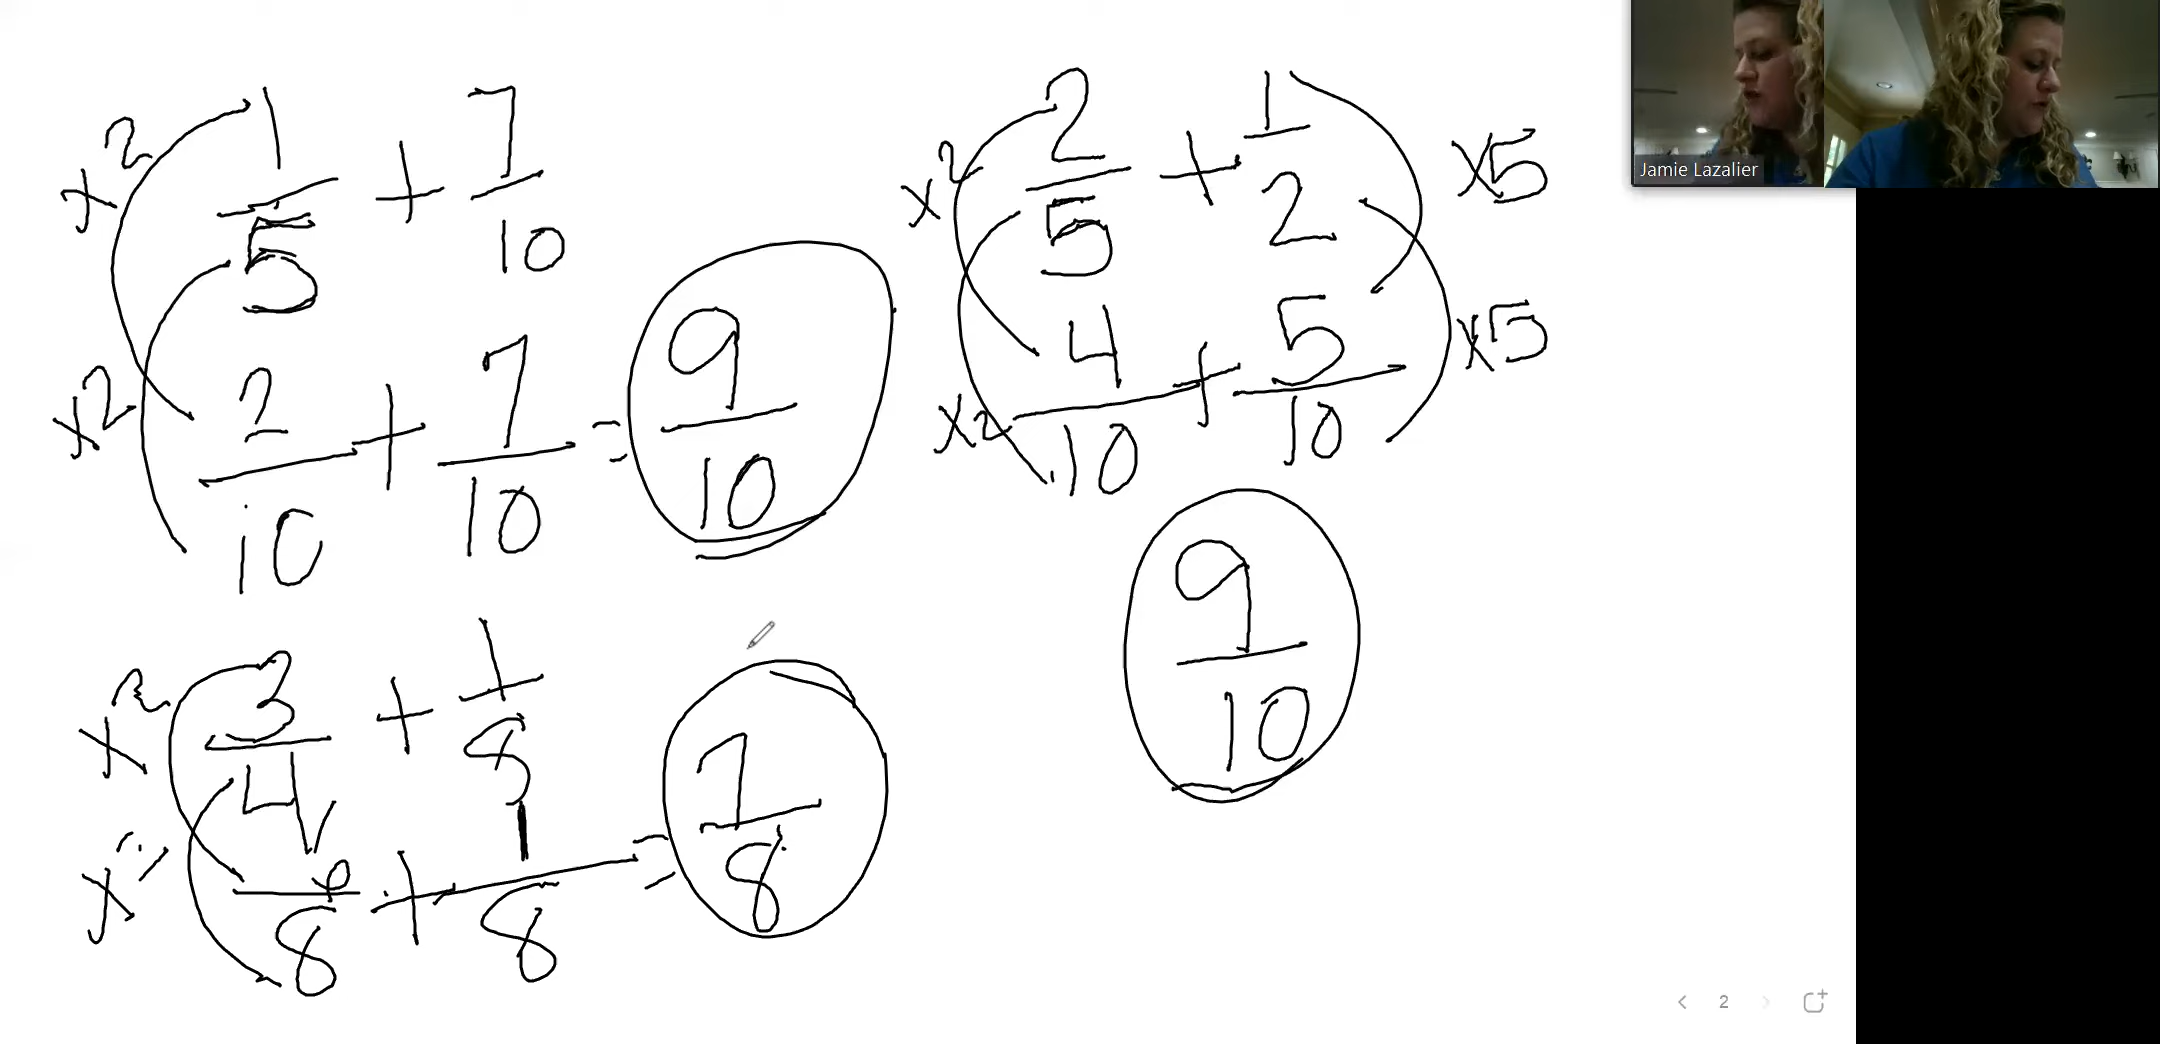 1/5 + 7/10
x2
x2
2/10 + 7/10 = 9/10
3/4 + 1/8
x2
6/8 + 1/8 = 7/8
2/5 + 1/2
x2
x5
4/10 + 5/10
x2
x5
9/10
Jamie Lazalier
2